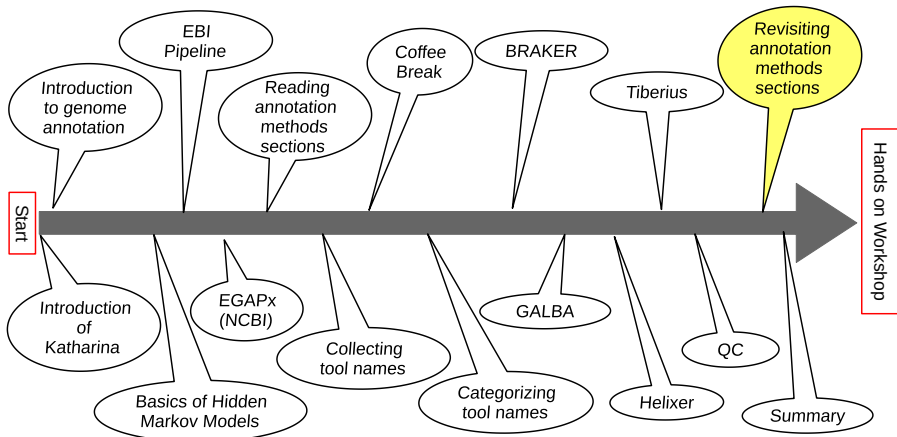 Start
Introduction
of
Katharina
Introduction
to genome
annotation
Basics of Hidden
Markov Models
EBI
Pipeline
EGAPx
(NCBI)
Reading
annotation
methods
sections
Collecting
tool names
Coffee
Break
Categorizing
tool names
BRAKER
GALBA
Helixer
Tiberius
QC
Revisiting
annotation
methods
sections
Summary
Hands on Workshop